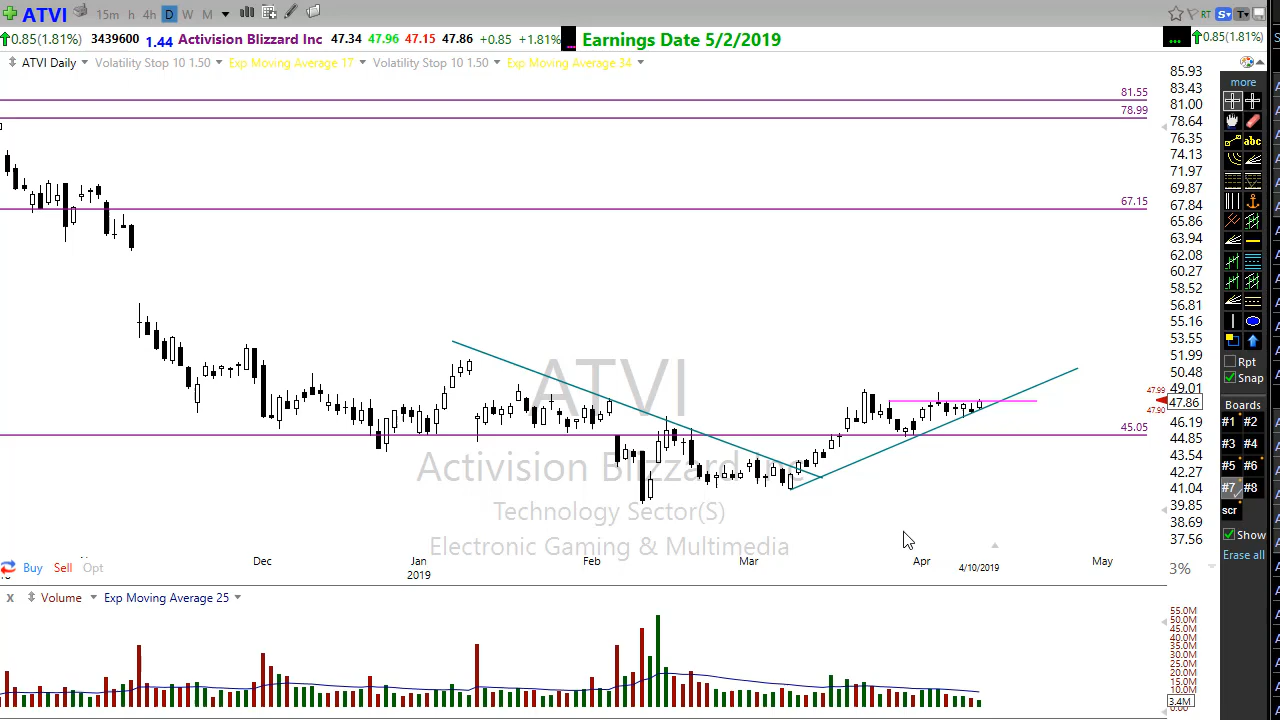 ATVI 15m h 4h D W M RT S T
0.85(1.81%) 3439600 1.44 Activision Blizzard Inc 47.34 47.96 47.15 47.86 +0.85 +1.81% ... Earnings Date 5/2/2019 ... 0.85(1.81%)
ATVI Daily Volatility Stop 10 1.50 Exp Moving Average 17 Volatility Stop 10 1.50 Exp Moving Average 34
85.93
83.43
81.00
78.64
76.35
74.13
71.97
69.87
67.84
65.86
63.94
62.08
60.27
58.52
56.81
55.16
53.55
51.99
50.48
49.01
47.86
46.19
44.85
43.54
42.27
41.04
39.85
38.69
37.56
3%
81.55
78.99
67.15
47.99
47.90
45.05
ATVI
Activision Blizzard Inc
Technology Sector(S)
Electronic Gaming & Multimedia
Buy Sell Opt
Dec Jan Feb Mar Apr May
2019 4/10/2019
more
abc
Rpt
Snap
Boards
#1 #2
#3 #4
#5 #6
#7 #8
scr
Show
Erase all
x Volume Exp Moving Average 25
55.0M
50.0M
45.0M
40.0M
35.0M
30.0M
25.0M
20.0M
15.0M
10.0M
3.4M